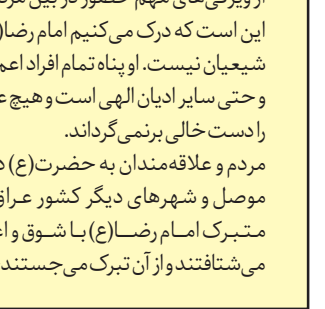 این است که درک می‌کنیم امام رضا(
شیعیان نیست. او پناه تمام افراد اعم
و حتی سایر ادیان الهی است و هیچ
را دست خالی برنمی‌گرداند.
مردم و علاقه‌مندان به حضرت(ع)
موصل و شهرهای دیگر کشور عراق
متبرک امام رضا(ع) با شوق و
می‌شتافتند و از آن تبرک می‌جستند